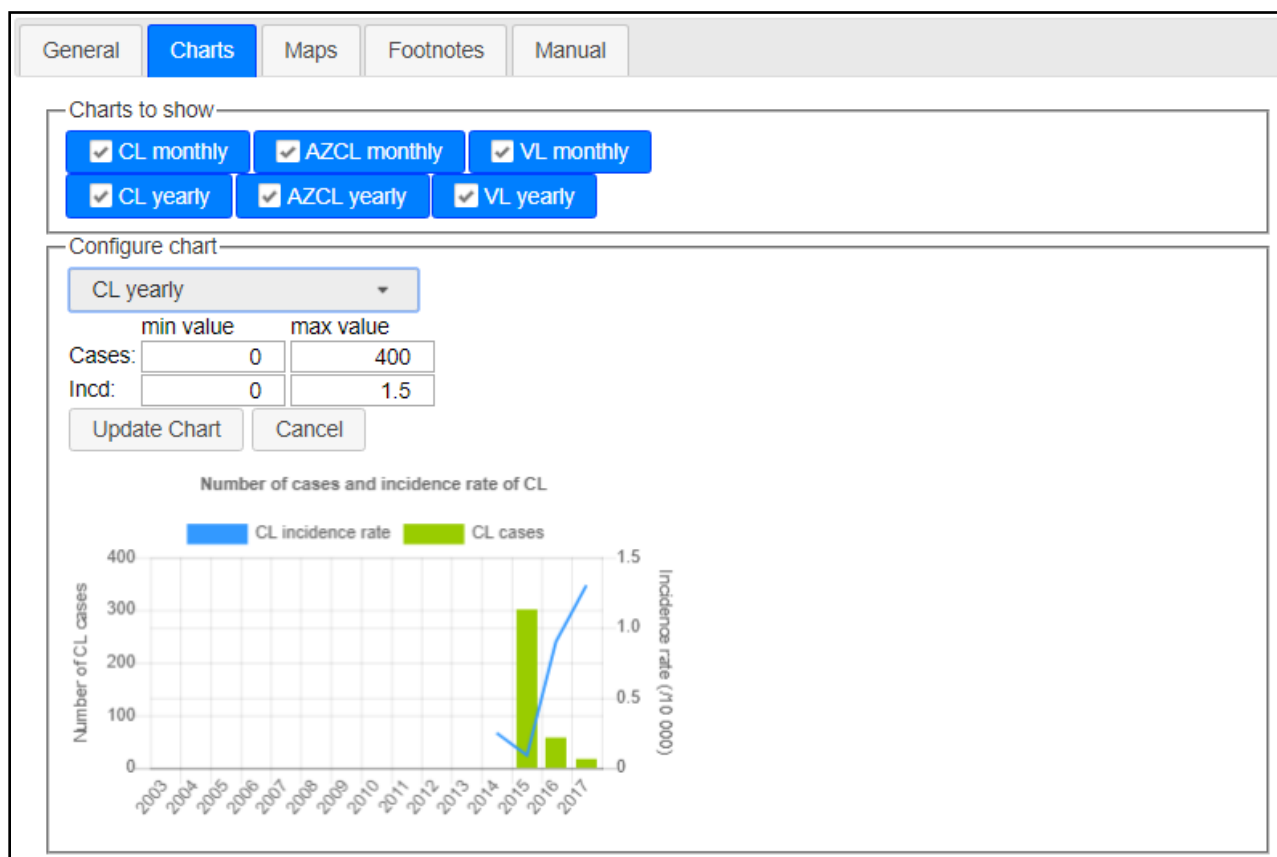 General Charts Maps Footnotes Manual
Charts to show
CL monthly AZCL monthly VL monthly
CL yearly AZCL yearly VL yearly
Configure chart
CL yearly
min value max value
Cases: 0 400
Incd: 0 1.5
Update Chart Cancel
Number of cases and incidence rate of CL
CL incidence rate CL cases
Number of CL cases
400
300
200
100
0
1.5
1.0
0.5
0
Incidence rate (/10 000)
2003 2004 2005 2006 2007 2008 2009 2010 2011 2012 2013 2014 2015 2016 2017